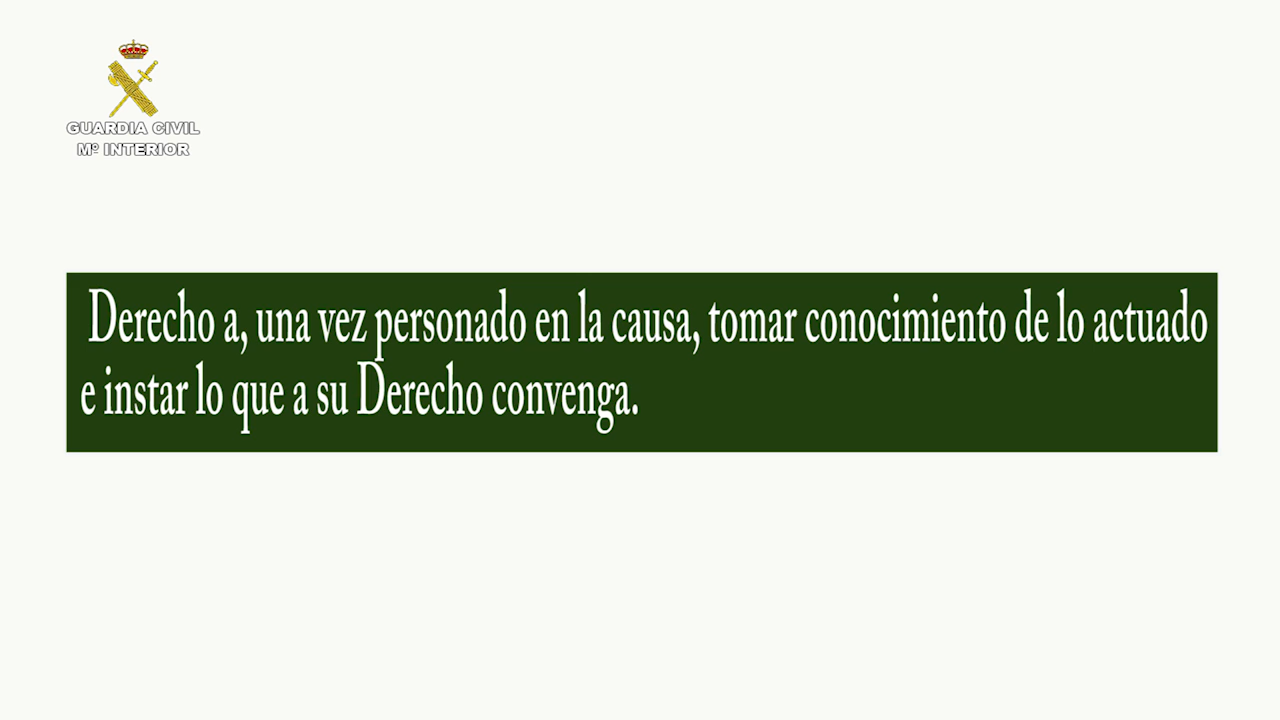 GUARDIA CIVIL
Mº INTERIOR
Derecho a, una vez personado en la causa, tomar conocimiento de lo actuado
e instar lo que a su Derecho convenga.